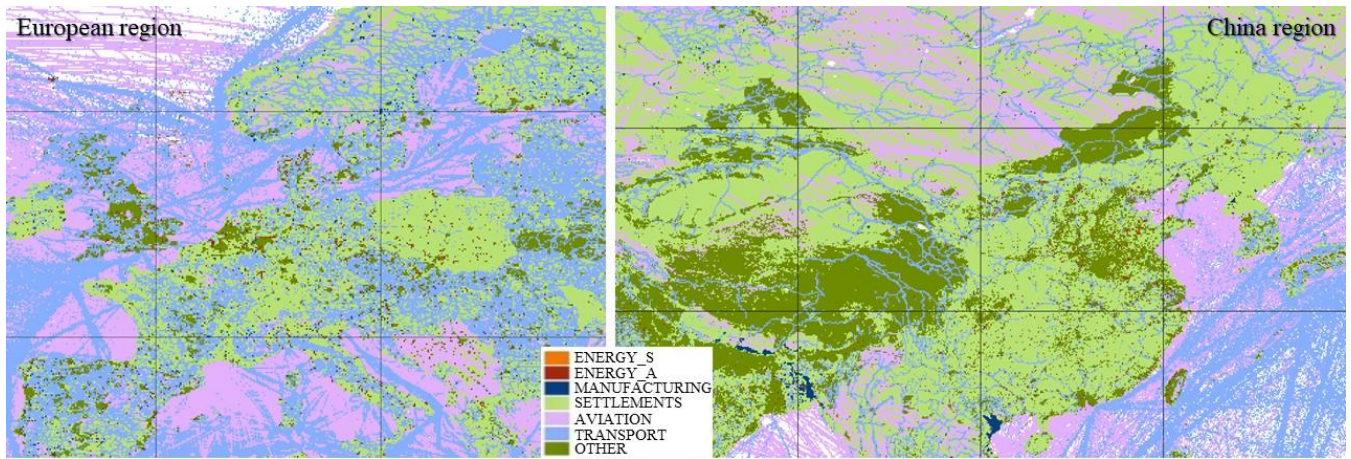 European region
China region
ENERGY_S
ENERGY_A
MANUFACTURING
SETTLEMENTS
AVIATION
TRANSPORT
OTHER